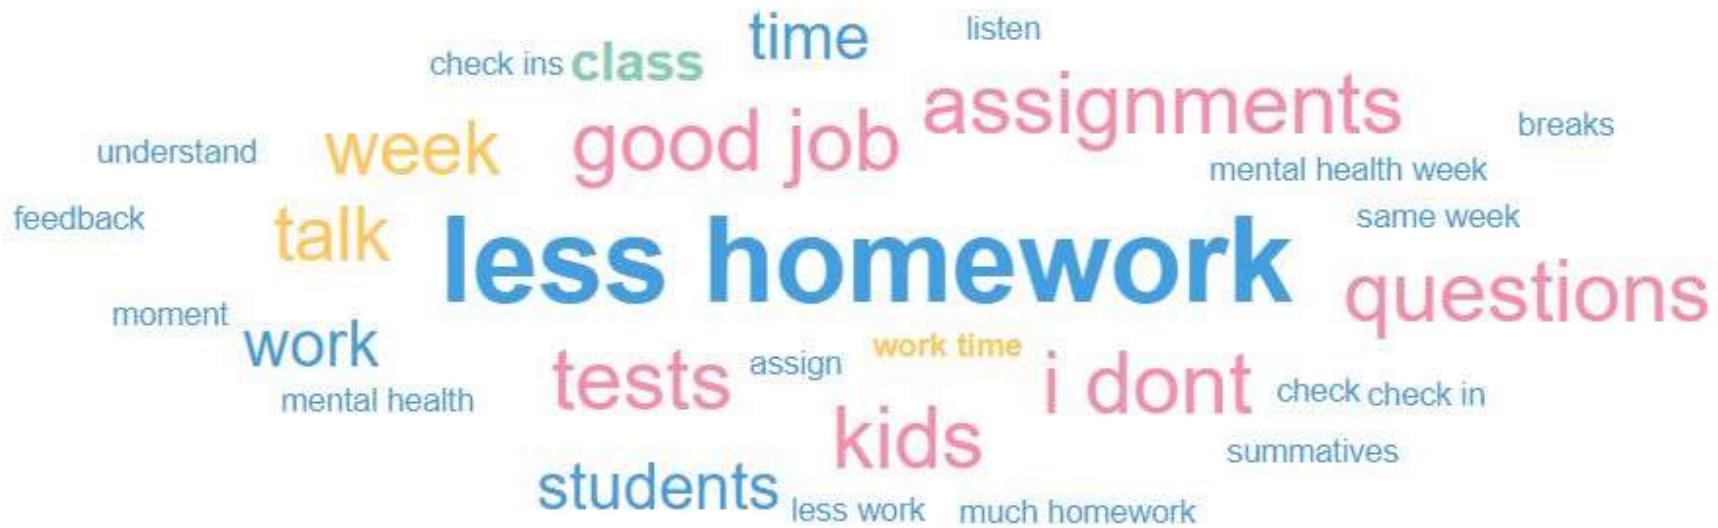 time
listen
check ins class
assignments
good job
breaks
week
understand
mental health week
feedback
talk
less homework
same week
questions
moment
work
work time
tests
assign
i dont
check check in
mental health
kids
summatives
students
less work
much homework